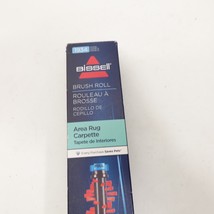 BISSELL
BRUSH ROLL
ROULEAU À
BROSSE
RODILLO DE
CEPILLO
Area Rug
Carpette
Tapete de Interiores